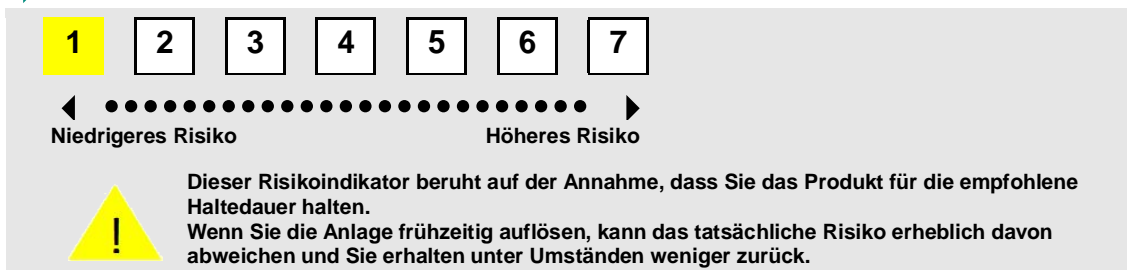 1 2 3 4 5 6 7
Niedrigeres Risiko Höheres Risiko
Dieser Risikoindikator beruht auf der Annahme, dass Sie das Produkt für die empfohlene
Haltedauer halten.
! Wenn Sie die Anlage frühzeitig auflösen, kann das tatsächliche Risiko erheblich davon
abweichen und Sie erhalten unter Umständen weniger zurück.